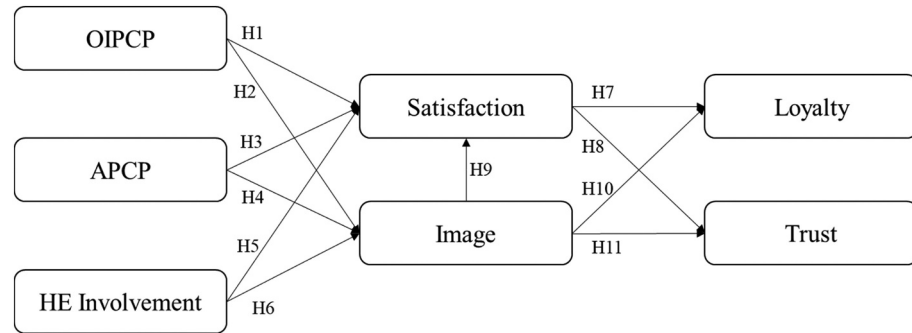 OIPCP
H1
H2
Satisfaction
H7
Loyalty
H3
H8
APCP
H9
H4
H10
H5
Image
Trust
H11
HE Involvement
H6